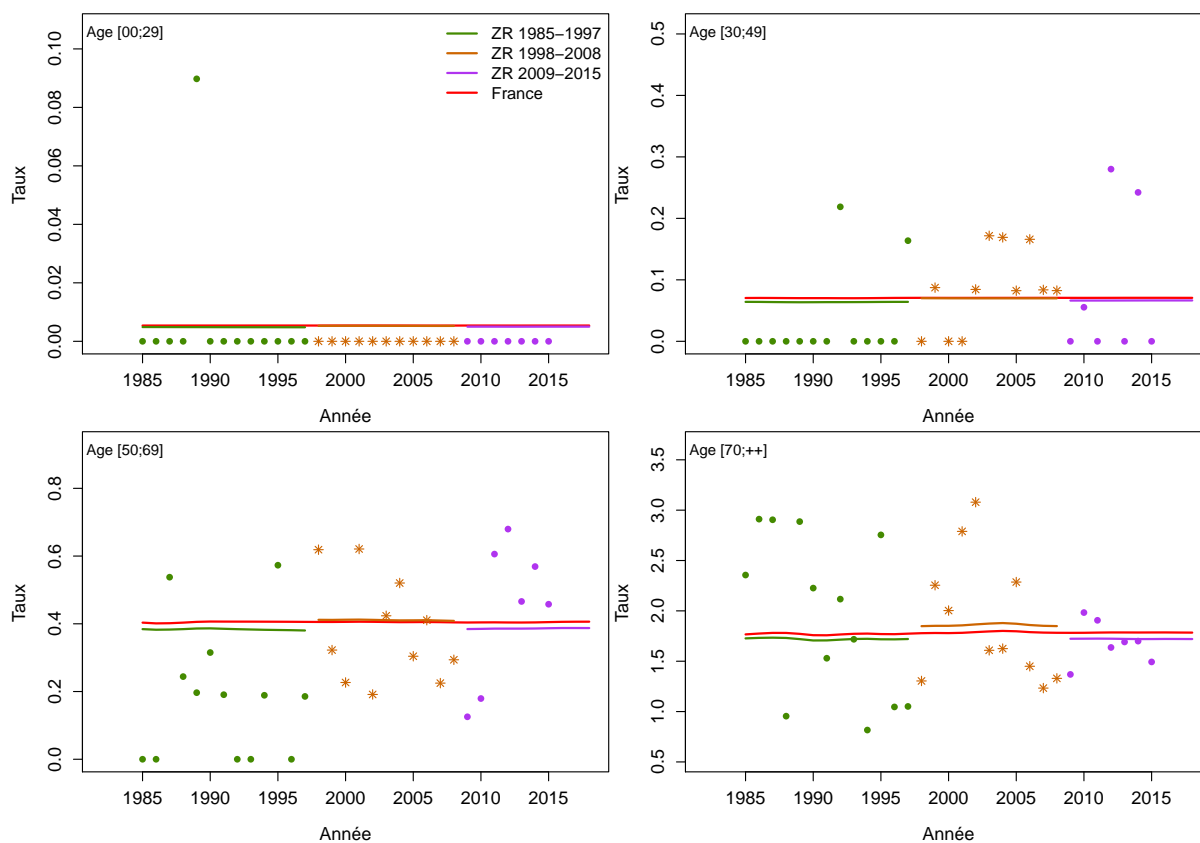 Age [00;29]
ZR 1985−1997
ZR 1998−2008
ZR 2009−2015
France
0.00 0.02 0.04 0.06 0.08 0.10
Taux
1985 1990 1995 2000 2005 2010 2015
Année
Age [30;49]
0.0 0.1 0.2 0.3 0.4 0.5
Taux
1985 1990 1995 2000 2005 2010 2015
Année
Age [50;69]
0.0 0.2 0.4 0.6 0.8
Taux
1985 1990 1995 2000 2005 2010 2015
Année
Age [70;++]
0.5 1.0 1.5 2.0 2.5 3.0 3.5
Taux
1985 1990 1995 2000 2005 2010 2015
Année